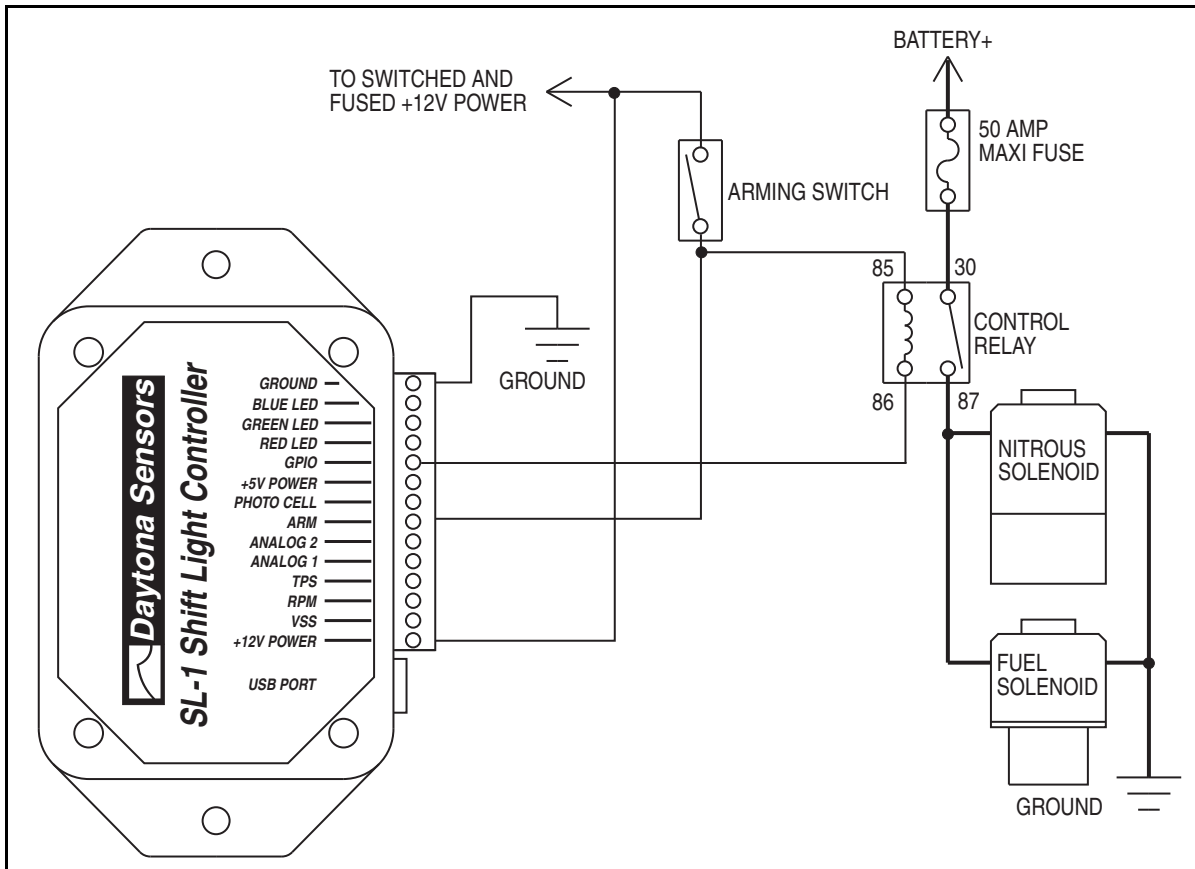 BATTERY+
TO SWITCHED AND
FUSED +12V POWER
50 AMP
MAXI FUSE
ARMING SWITCH
85
30
CONTROL
RELAY
86
87
GROUND
NITROUS
SOLENOID
FUEL
SOLENOID
GROUND
Daytona Sensors
SL-1 Shift Light Controller
GROUND
BLUE LED
GREEN LED
RED LED
GPIO
+5V POWER
PHOTO CELL
ARM
ANALOG 2
ANALOG 1
TPS
RPM
VSS
+12V POWER
USB PORT